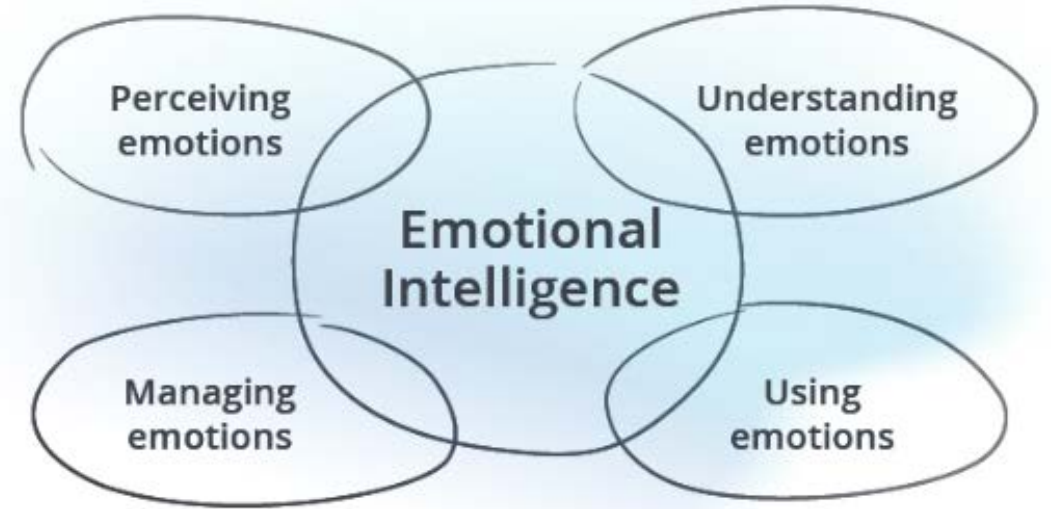 Perceiving
emotions
Understanding
emotions
Emotional
Intelligence
Managing
emotions
Using
emotions